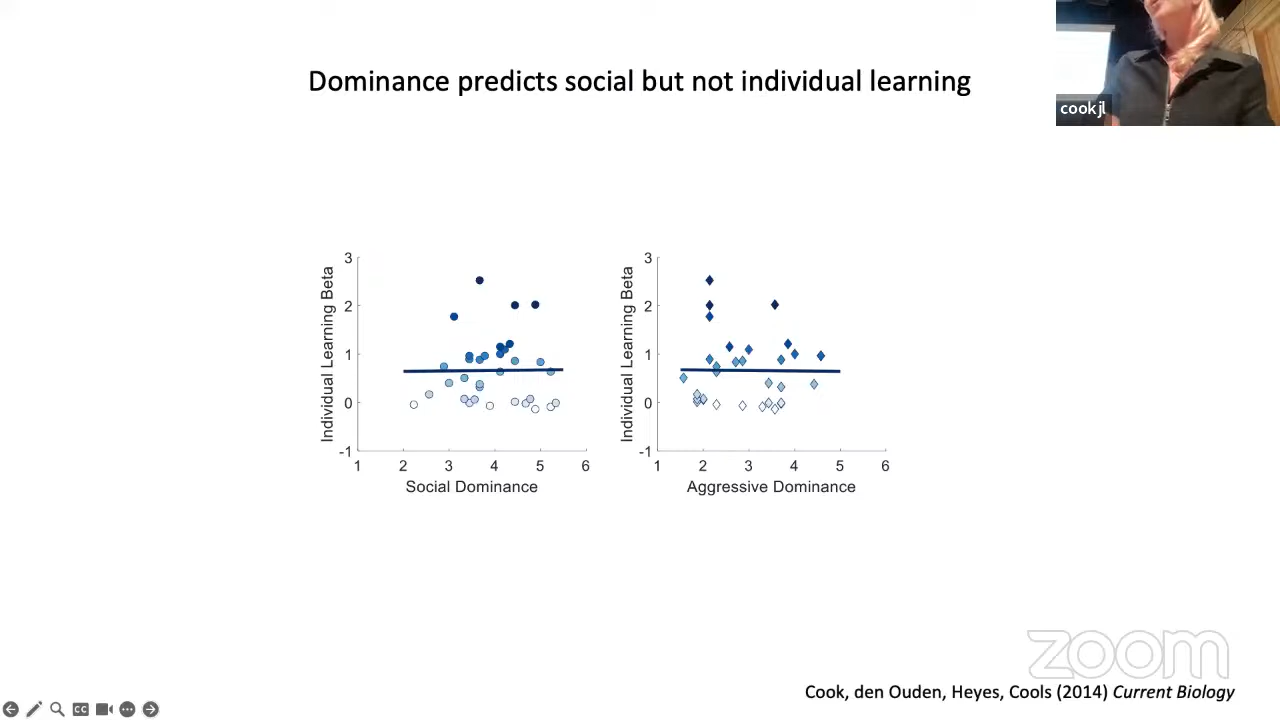 Dominance predicts social but not individual learning
cookjl
3
2
1
0
-1
Individual Learning Beta
1 2 3 4 5 6
Social Dominance
3
2
1
0
-1
Individual Learning Beta
1 2 3 4 5 6
Aggressive Dominance
zoom
Cook, den Ouden, Heyes, Cools (2014) Current Biology
CC